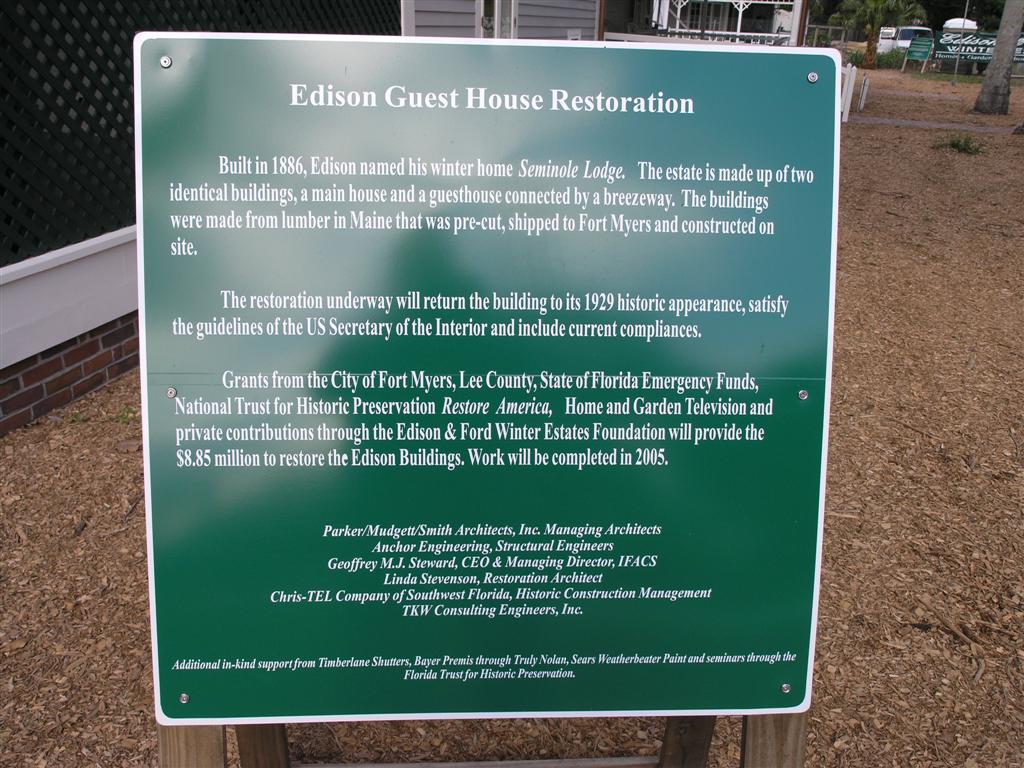 Edison Guest House Restoration
Built in 1886, Edison named his winter home Seminole Lodge. The estate is made up of two
identical buildings, a main house and a guesthouse connected by a breezeway. The buildings
were made from lumber in Maine that was pre-cut, shipped to Fort Myers and constructed on
site.
The restoration underway will return the building to its 1929 historic appearance, satisfy
the guidelines of the US Secretary of the Interior and include current compliances.
Grants from the City of Fort Myers, Lee County, State of Florida Emergency Funds,
National Trust for Historic Preservation Restore America, Home and Garden Television and
private contributions through the Edison & Ford Winter Estates Foundation will provide the
$8.85 million to restore the Edison Buildings. Work will be completed in 2005.
Parker/Mudgett/Smith Architects, Inc. Managing Architects
Anchor Engineering, Structural Engineers
Geoffrey M.J. Steward, CEO & Managing Director, IFACS
Linda Stevenson, Restoration Architect
Chris-TEL Company of Southwest Florida, Historic Construction Management
TKW Consulting Engineers, Inc.
Additional in-kind support from Timberlane Shutters, Bayer Premis through Truly Nolan, Sears Weatherbeater Paint and seminars through the
Florida Trust for Historic Preservation.
Edison
WINTE